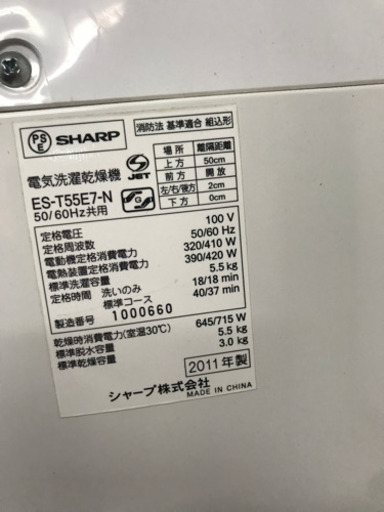 PS
E
SHARP
消防法 基準適合 組込形
電気洗濯乾燥機
JET
ES-T55E7-N
50/60Hz共用
場所 離隔距離
上方 50cm
前方 開放
左/右/後方 2cm
下方 0cm
定格電圧 100 V
定格周波数 50/60 Hz
電動機定格消費電力 320/410 W
電熱装置定格消費電力 390/420 W
標準洗濯容量 5.5 kg
定格時間 洗いのみ 18/18 min
標準コース 40/37 min
製造番号 1000660
乾燥時消費電力(室温30℃) 645/715 W
標準脱水容量 5.5 kg
標準乾燥容量 3.0 kg
2011年製
シャープ株式会社
MADE IN CHINA